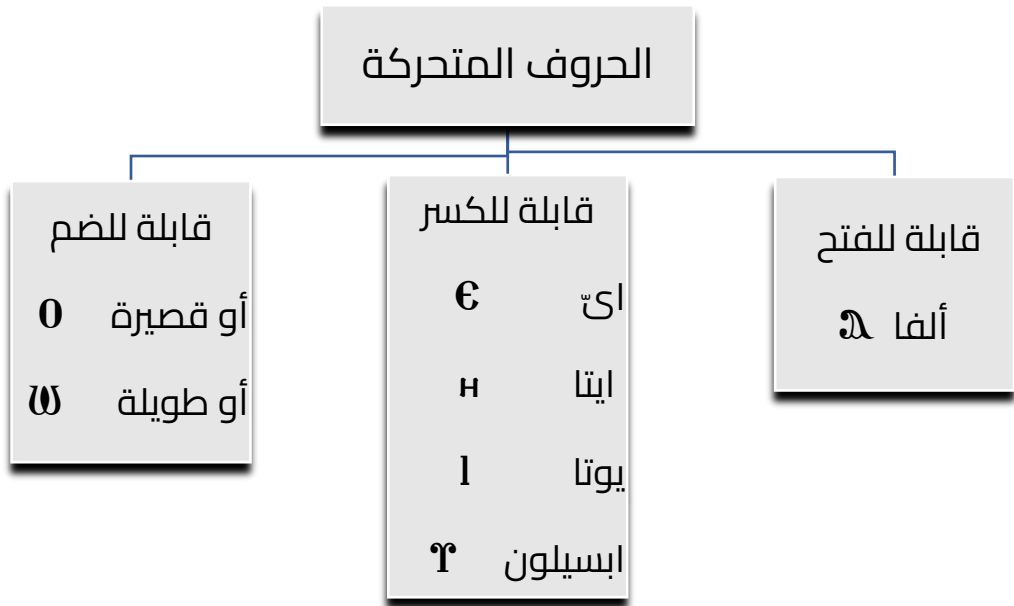 الحروف المتحركة
قابلة للفتح
ألفا Ⲁ
قابلة للكسر
اىّ Ⲉ
ايتا ⲏ
يوتا ⲓ
ابسيلون ⲩ
قابلة للضم
أو قصيرة Ⲟ
أو طويلة Ⲱ